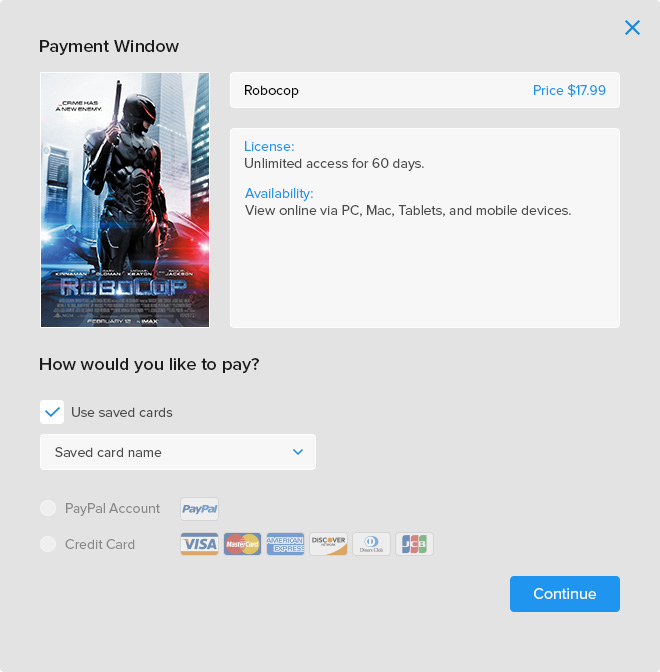 Payment Window
_CRIME HAS
A NEW ENEMY.
KINNAMAN OLDMAN KEATON JACKSON
ROBOCOP
FEBRUARY 12 IMAX
Robocop
Price $17.99
License:
Unlimited access for 60 days.
Availability:
View online via PC, Mac, Tablets, and mobile devices.
How would you like to pay?
Use saved cards
Saved card name
PayPal Account PayPal
Credit Card VISA MasterCard AMERICAN EXPRESS DISCOVER NETWORK Diners Club JCB
Continue